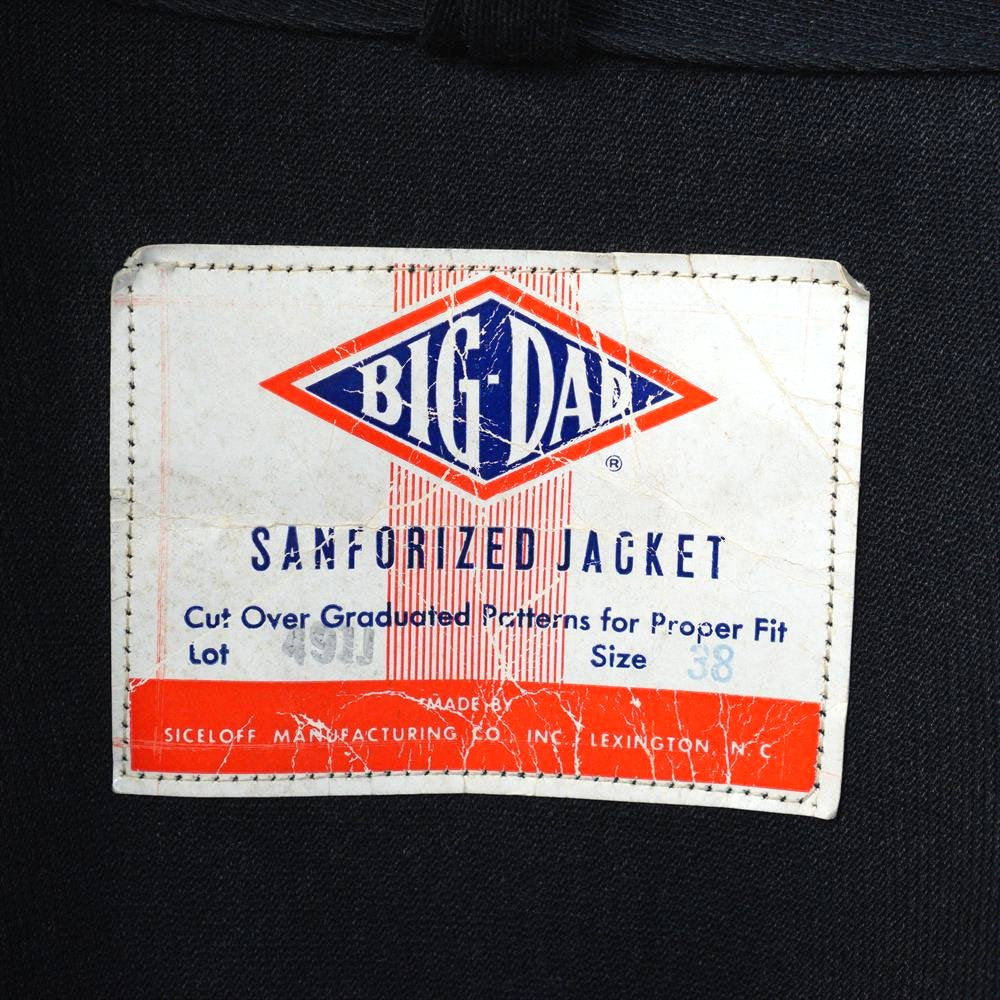 BIG-DAD
®
SANFORIZED JACKET
Cut Over Graduated Patterns for Proper Fit
Lot 491J Size 38
MADE BY
SICELOFF MANUFACTURING CO. INC. LEXINGTON, N. C.